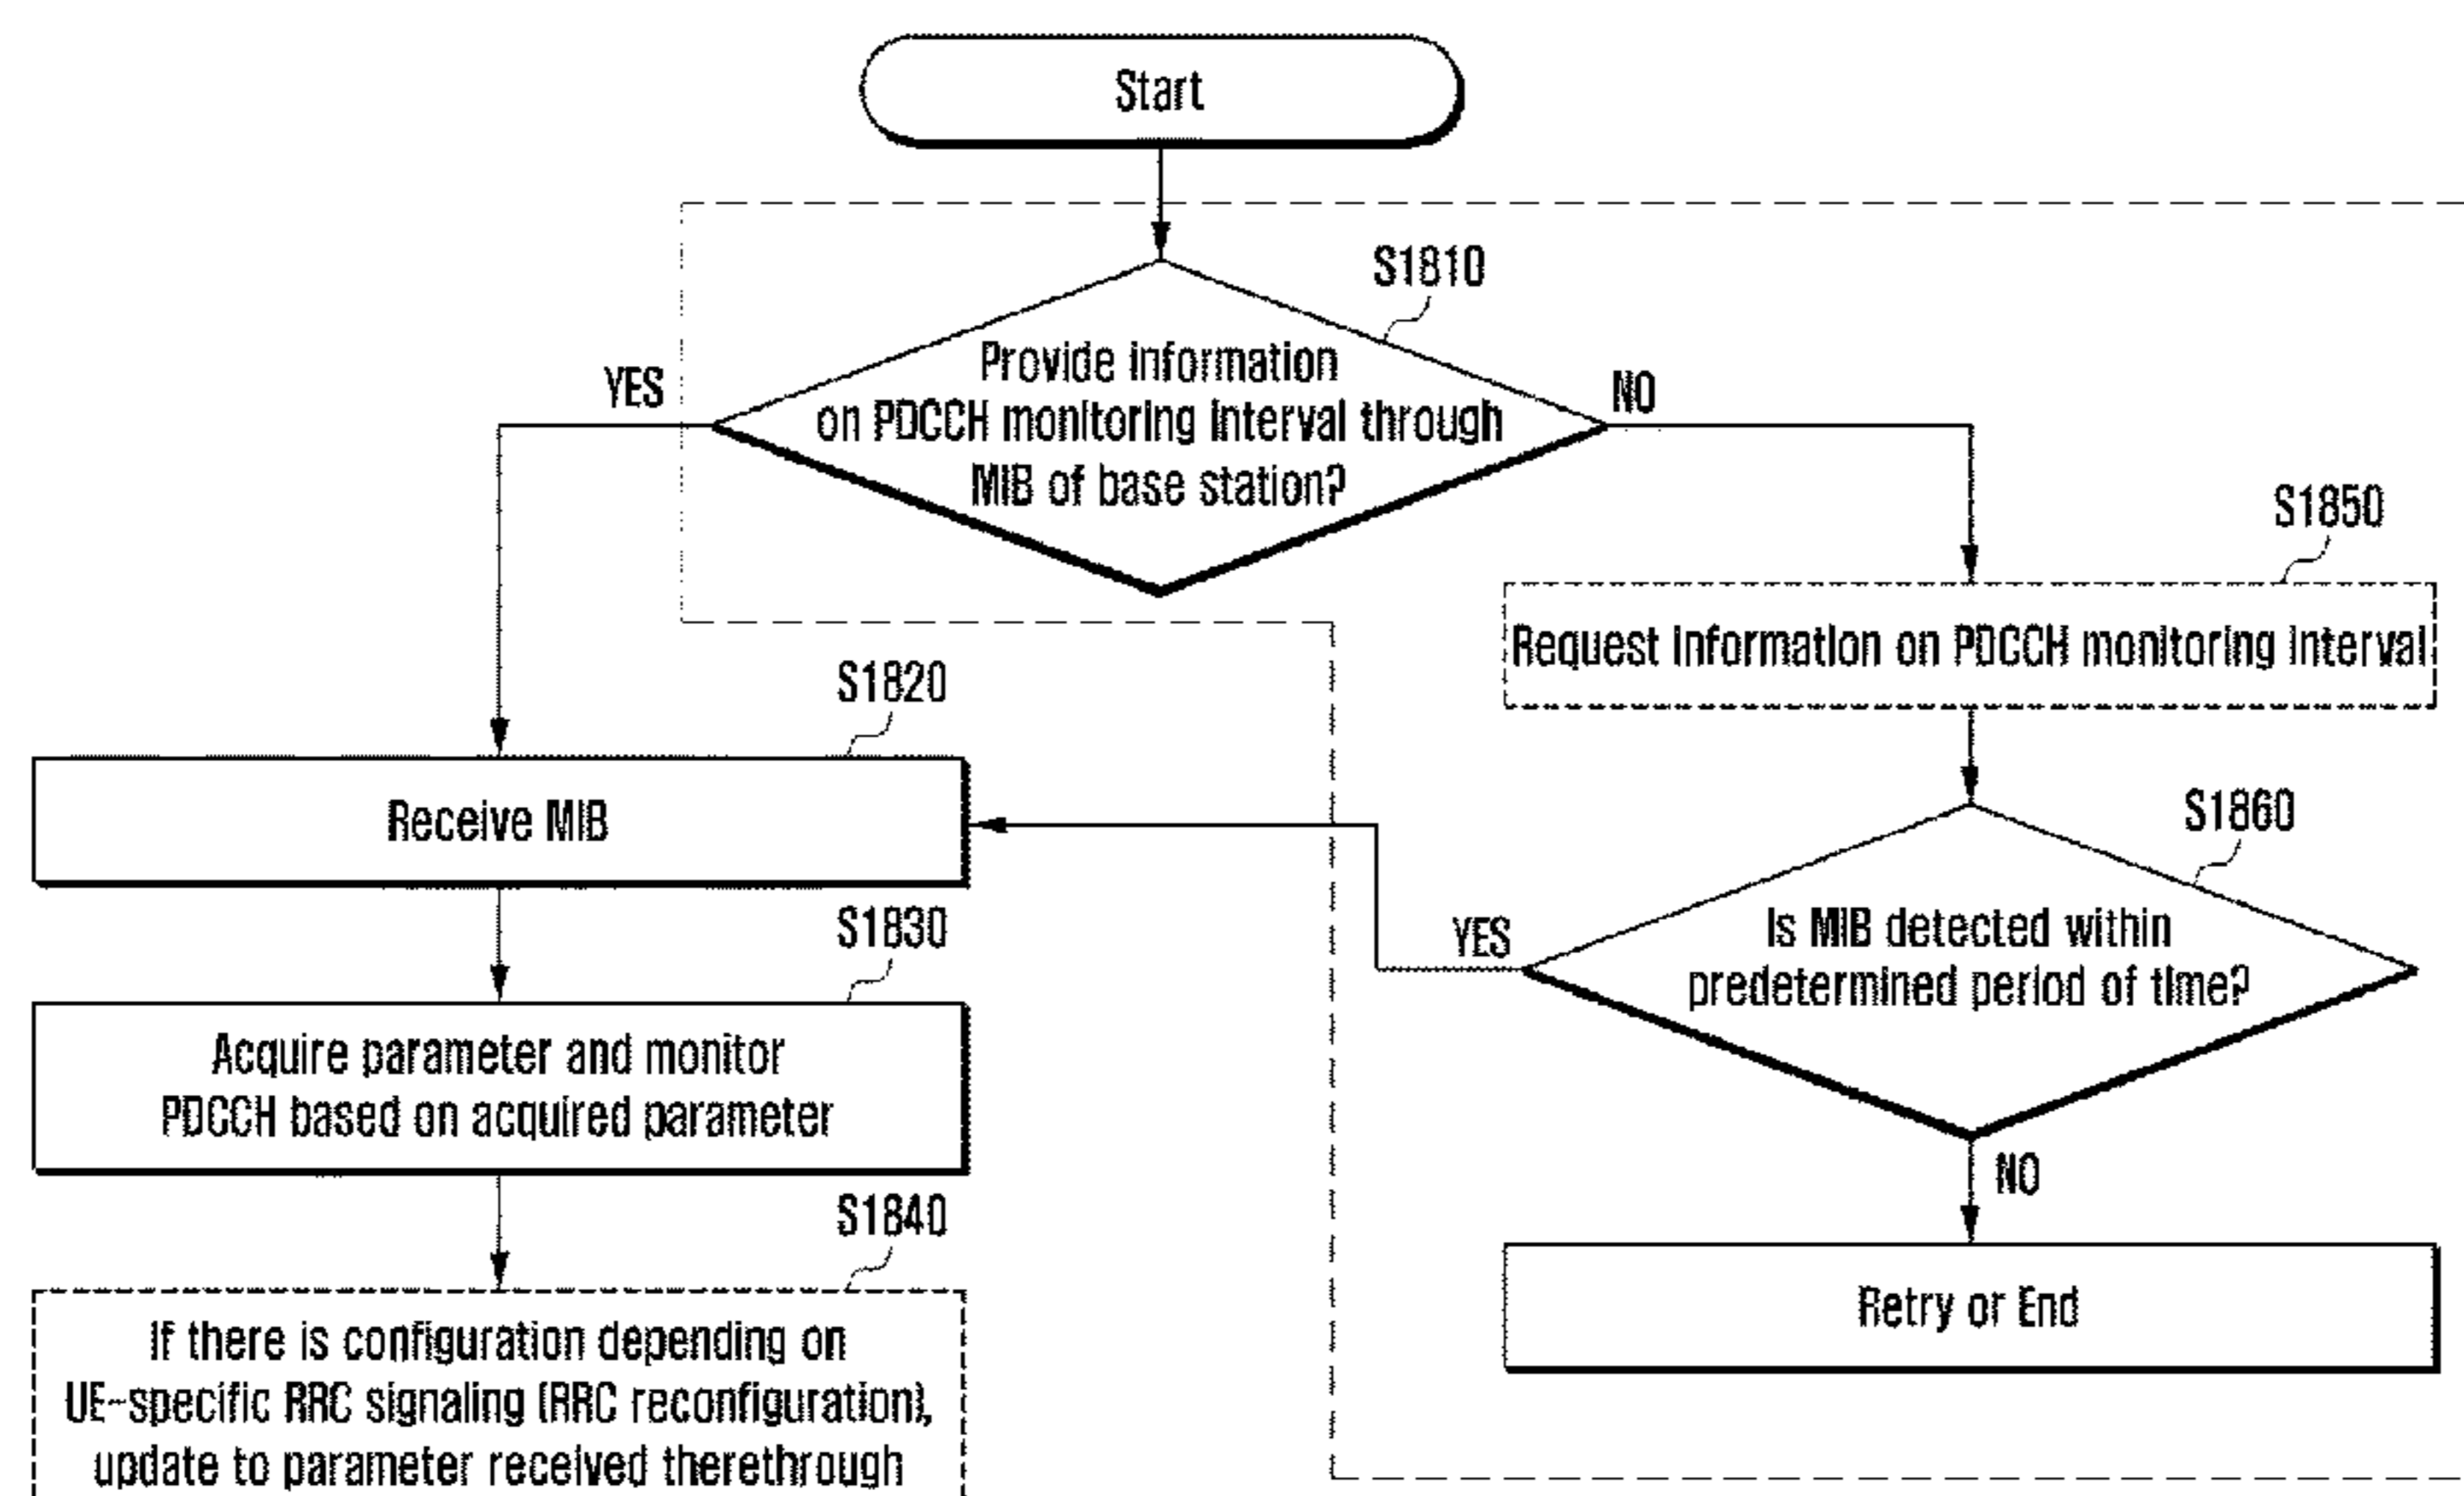 Start
S1810
Provide information
on PDCCH monitoring interval through
MIB of base station?
YES
NO
S1850
Request information on PDCCH monitoring interval
S1820
Receive MIB
S1860
Is MIB detected within
predetermined period of time?
YES
NO
S1830
Acquire parameter and monitor
PDCCH based on acquired parameter
S1840
If there is configuration depending on
UE-specific RRC signaling (RRC reconfiguration),
update to parameter received therethrough
Retry or End